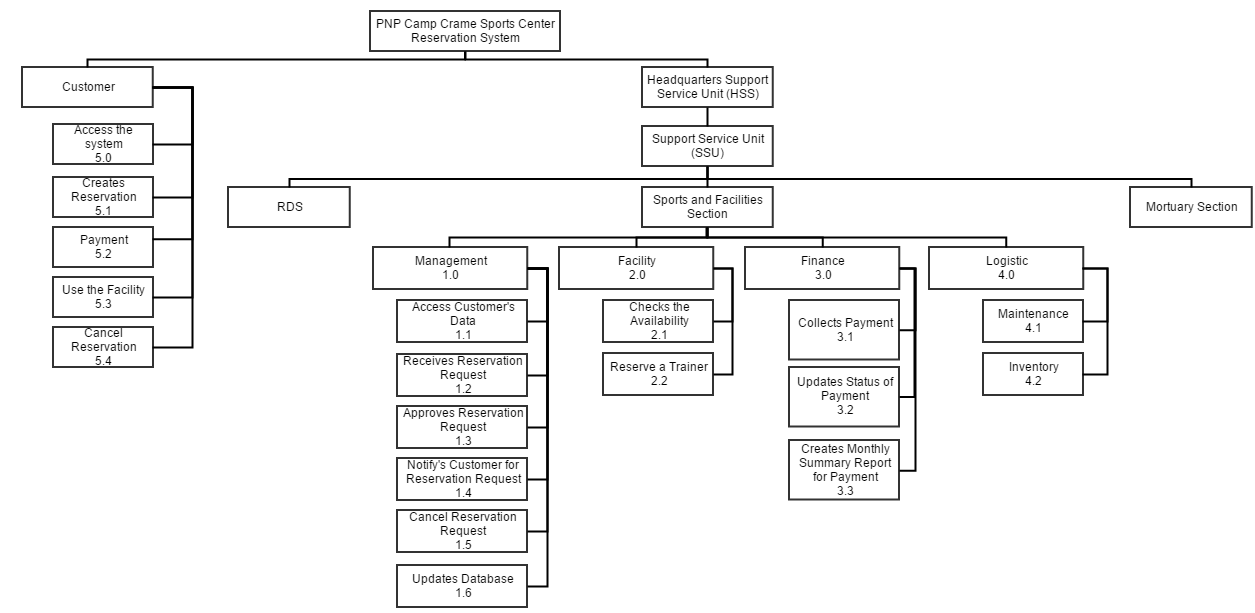 PNP Camp Crame Sports Center
Reservation System
Customer
Headquarters Support
Service Unit (HSS)
Access the
system
5.0
Support Service Unit
(SSU)
Creates
Reservation
5.1
RDS
Sports and Facilities
Section
Mortuary Section
Payment
5.2
Use the Facility
5.3
Cancel
Reservation
5.4
Management
1.0
Facility
2.0
Finance
3.0
Logistic
4.0
Access Customer's
Data
1.1
Receives Reservation
Request
1.2
Approves Reservation
Request
1.3
Notify's Customer for
Reservation Request
1.4
Cancel Reservation
Request
1.5
Updates Database
1.6
Checks the
Availability
2.1
Reserve a Trainer
2.2
Collects Payment
3.1
Updates Status of
Payment
3.2
Creates Monthly
Summary Report
for Payment
3.3
Maintenance
4.1
Inventory
4.2